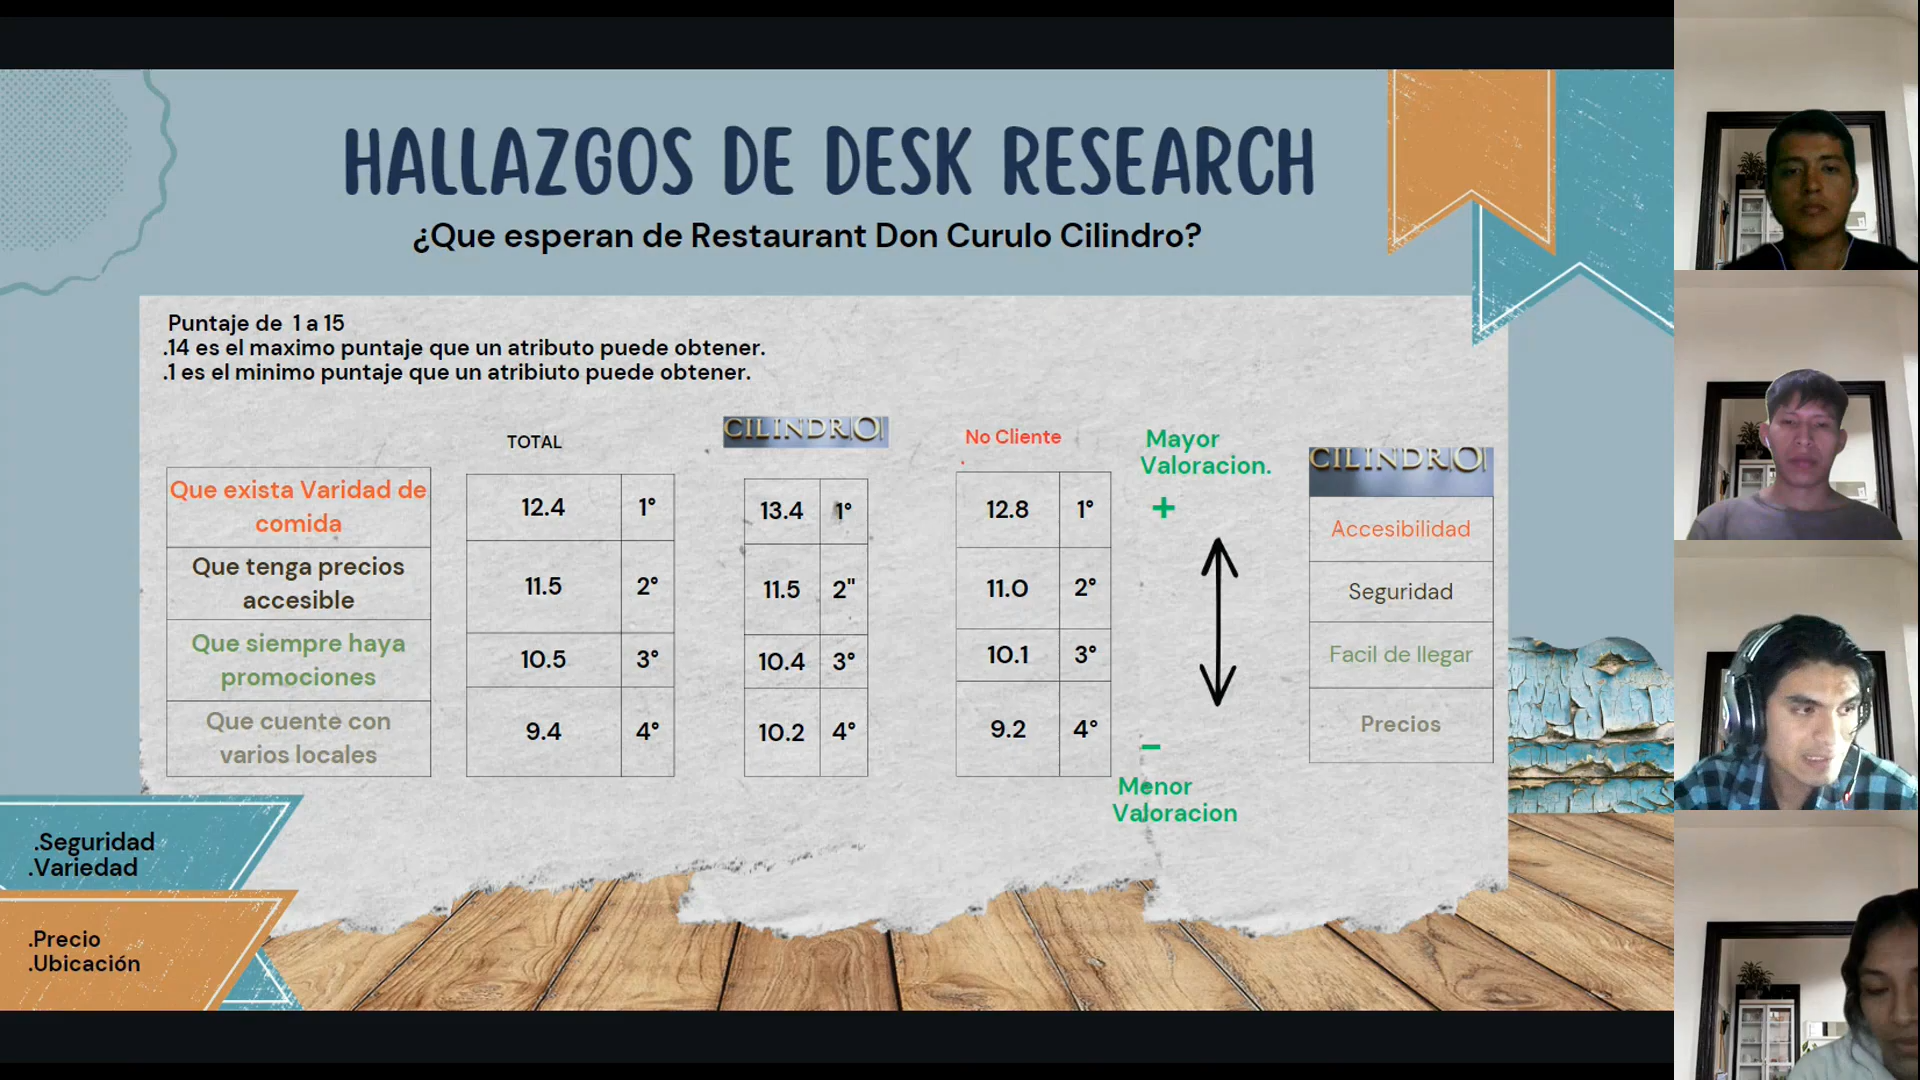 HALLAZGOS DE DESK RESEARCH
¿Que esperan de Restaurant Don Curulo Cilindro?
Puntaje de 1 a 15
.14 es el maximo puntaje que un atributo puede obtener.
.1 es el minimo puntaje que un atribiuto puede obtener.
TOTAL
CILINDRO
No Cliente
.
Mayor
Valoracion.
CILINDRO
Que exista Varidad de
comida
12.4 1°
13.4 1°
12.8 1°
+
Accesibilidad
Que tenga precios
accesible
11.5 2°
11.5 2"
11.0 2°
Seguridad
Que siempre haya
promociones
10.5 3°
10.4 3°
10.1 3°
Facil de llegar
Que cuente con
varios locales
9.4 4°
10.2 4°
9.2 4°
Precios
-
Menor
Valoracion
.Seguridad
.Variedad
.Precio
.Ubicación